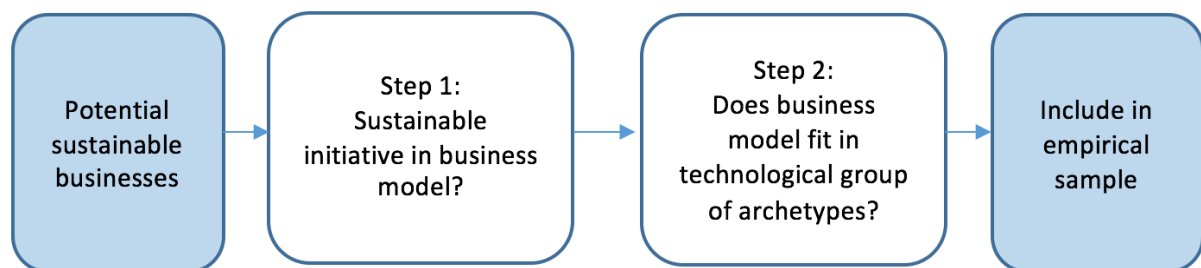 Potential
sustainable
businesses
Step 1:
Sustainable
initiative in business
model?
Step 2:
Does business
model fit in
technological group
of archetypes?
Include in
empirical
sample